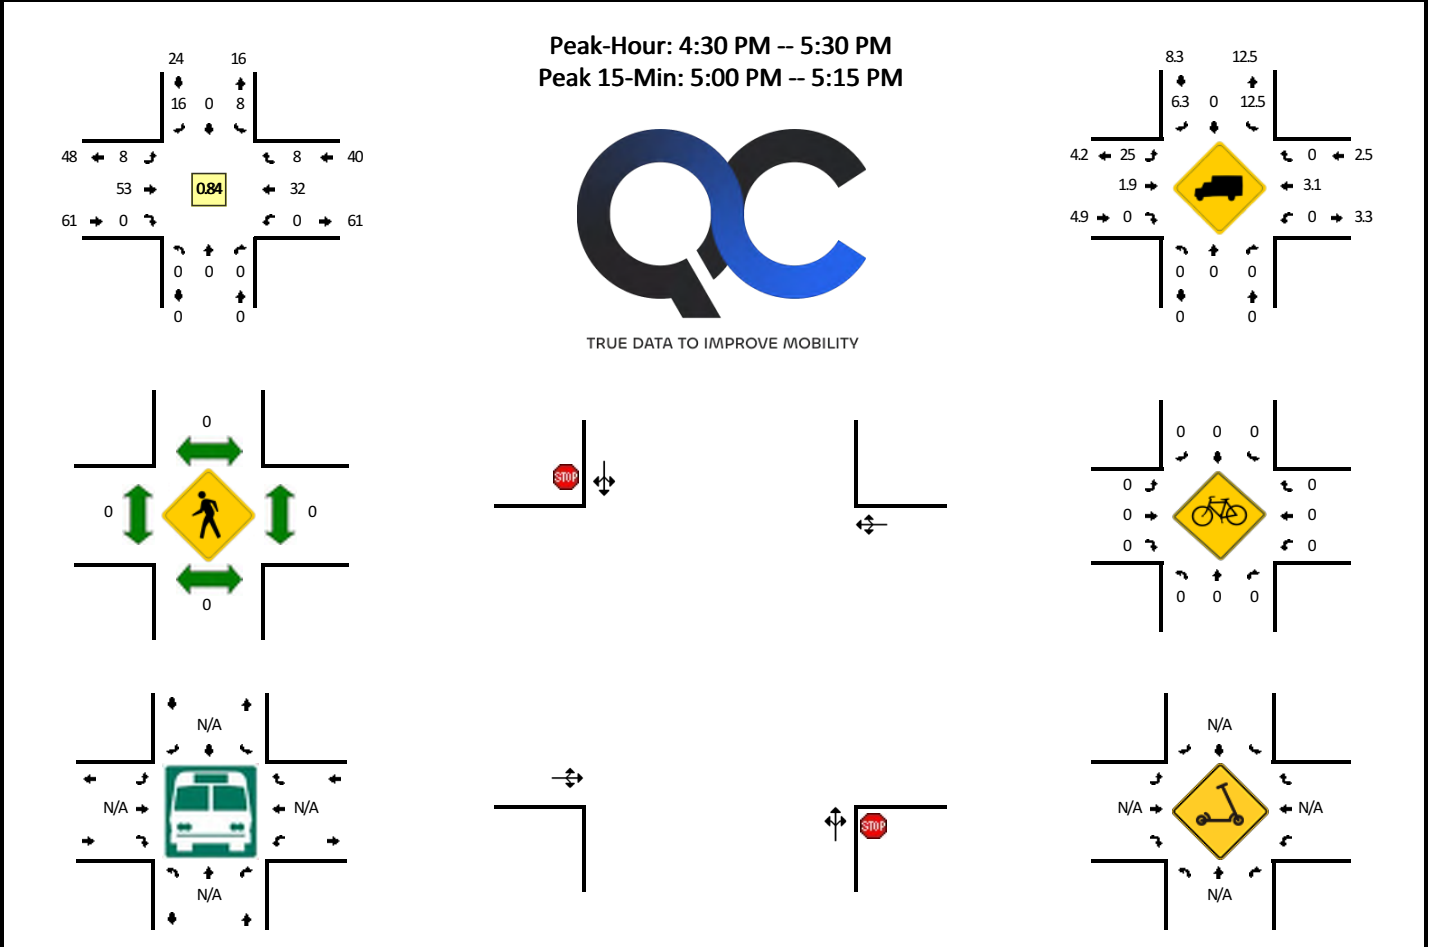 Peak-Hour: 4:30 PM -- 5:30 PM
Peak 15-Min: 5:00 PM -- 5:15 PM
24 16
16 0 8
48 8 8 40
53 0.84 32
61 0 0 61
0 0 0
0 0
TRUE DATA TO IMPROVE MOBILITY
8.3 12.5
6.3 0 12.5
4.2 25 0 2.5
1.9 3.1
4.9 0 0 3.3
0 0 0
0 0
0
0 0
0
STOP
STOP
0 0 0
0 0
0 0
0 0
0 0 0
N/A
N/A N/A
N/A
N/A
N/A N/A
N/A